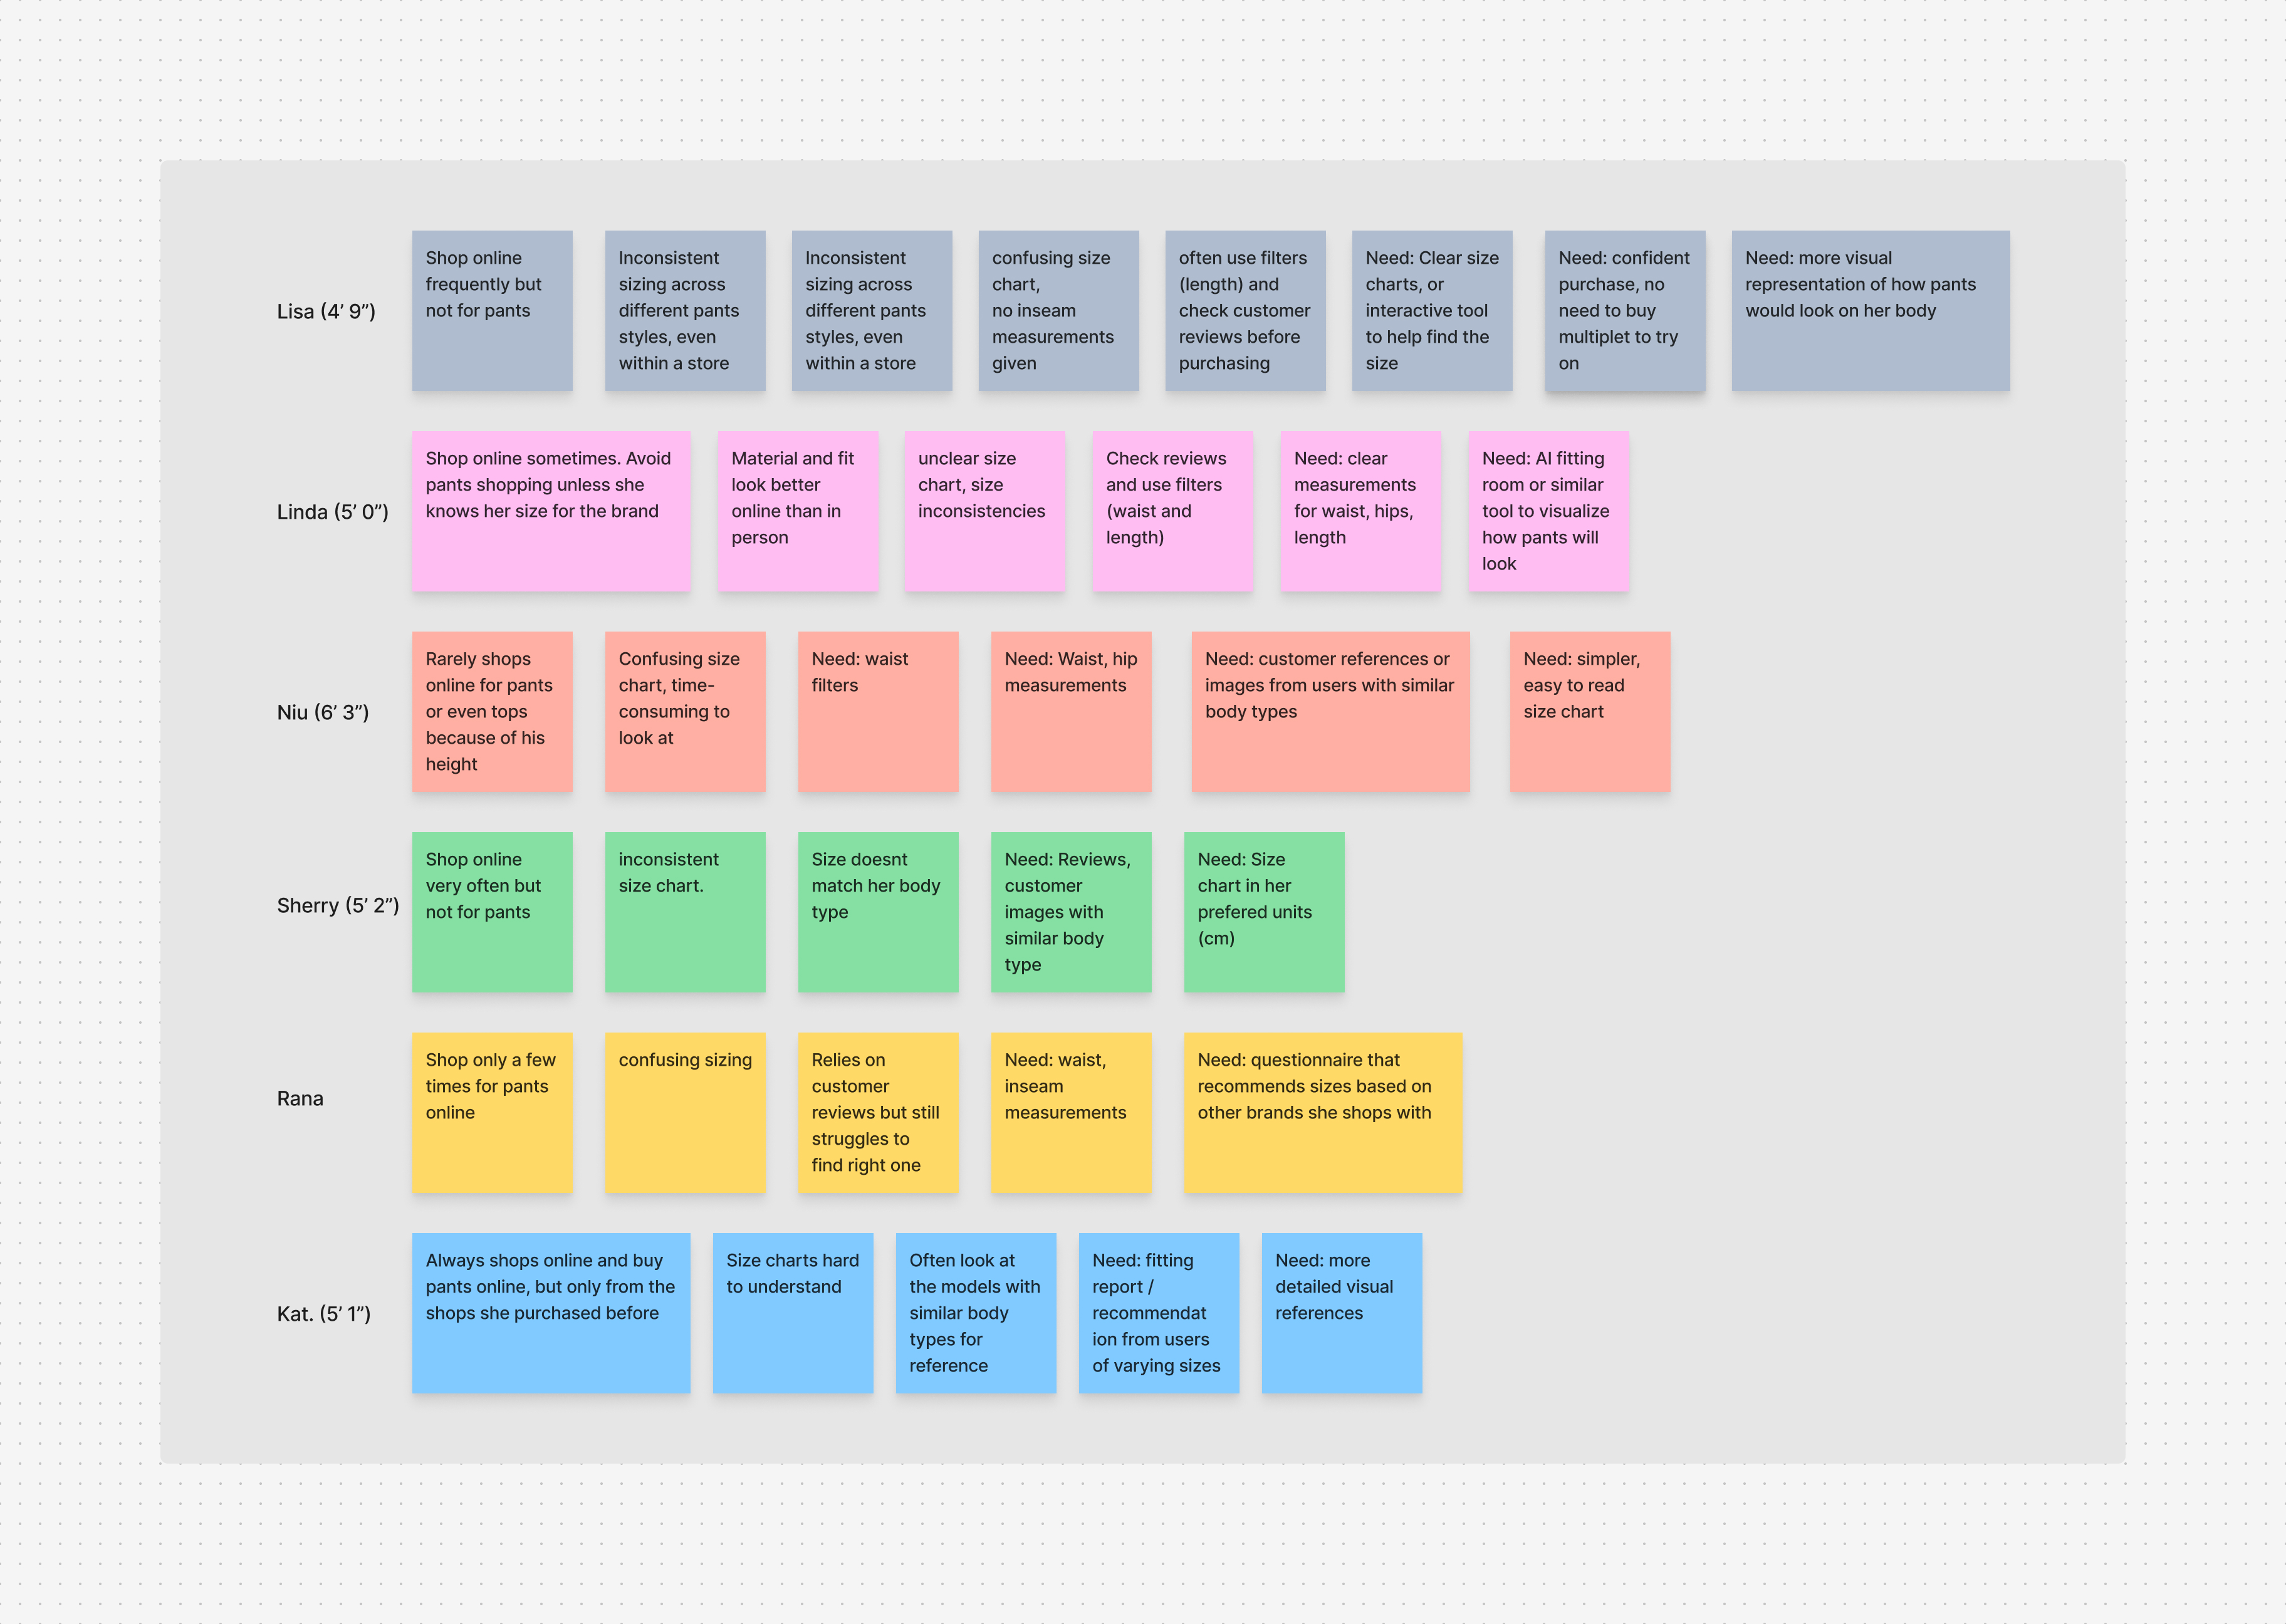 Lisa (4’ 9”)
Shop online
frequently but
not for pants
Inconsistent
sizing across
different pants
styles, even
within a store
Inconsistent
sizing across
different pants
styles, even
within a store
confusing size
chart,
no inseam
measurements
given
often use filters
(length) and
check customer
reviews before
purchasing
Need: Clear size
charts, or
interactive tool
to help find the
size
Need: confident
purchase, no
need to buy
multiplet to try
on
Need: more visual
representation of how pants
would look on her body
Linda (5’ 0”)
Shop online sometimes. Avoid
pants shopping unless she
knows her size for the brand
Material and fit
look better
online than in
person
unclear size
chart, size
inconsistencies
Check reviews
and use filters
(waist and
length)
Need: clear
measurements
for waist, hips,
length
Need: AI fitting
room or similar
tool to visualize
how pants will
look
Niu (6’ 3”)
Rarely shops
online for pants
or even tops
because of his
height
Confusing size
chart, time-
consuming to
look at
Need: waist
filters
Need: Waist, hip
measurements
Need: customer references or
images from users with similar
body types
Need: simpler,
easy to read
size chart
Sherry (5’ 2”)
Shop online
very often but
not for pants
inconsistent
size chart.
Size doesnt
match her body
type
Need: Reviews,
customer
images with
similar body
type
Need: Size
chart in her
prefered units
(cm)
Rana
Shop only a few
times for pants
online
confusing sizing
Relies on
customer
reviews but still
struggles to
find right one
Need: waist,
inseam
measurements
Need: questionnaire that
recommends sizes based on
other brands she shops with
Kat. (5’ 1”)
Always shops online and buy
pants online, but only from the
shops she purchased before
Size charts hard
to understand
Often look at
the models with
similar body
types for
reference
Need: fitting
report /
recommendat
ion from users
of varying sizes
Need: more
detailed visual
references